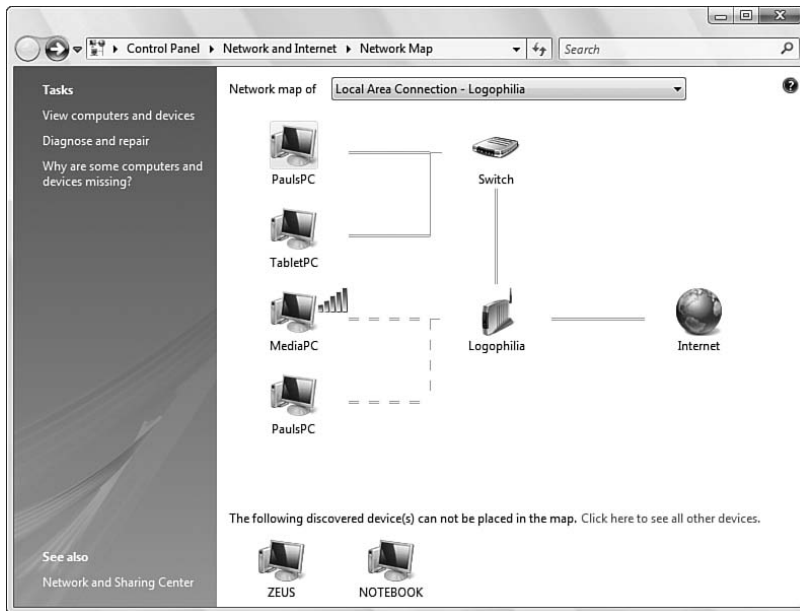 Control Panel Network and Internet Network Map Search
Tasks
View computers and devices
Diagnose and repair
Why are some computers and
devices missing?
See also
Network and Sharing Center
Network map of Local Area Connection - Logophilia
PaulsPC Switch
TabletPC
MediaPC Logophilia Internet
PaulsPC
The following discovered device(s) can not be placed in the map. Click here to see all other devices.
ZEUS NOTEBOOK